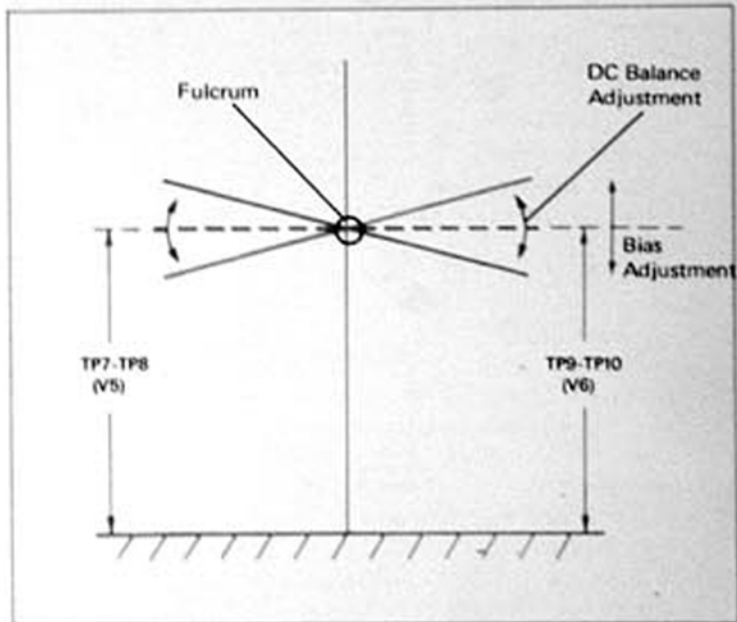 Fulcrum
DC Balance
Adjustment
Bias
Adjustment
TP7-TP8
(V5)
TP9-TP10
(V6)